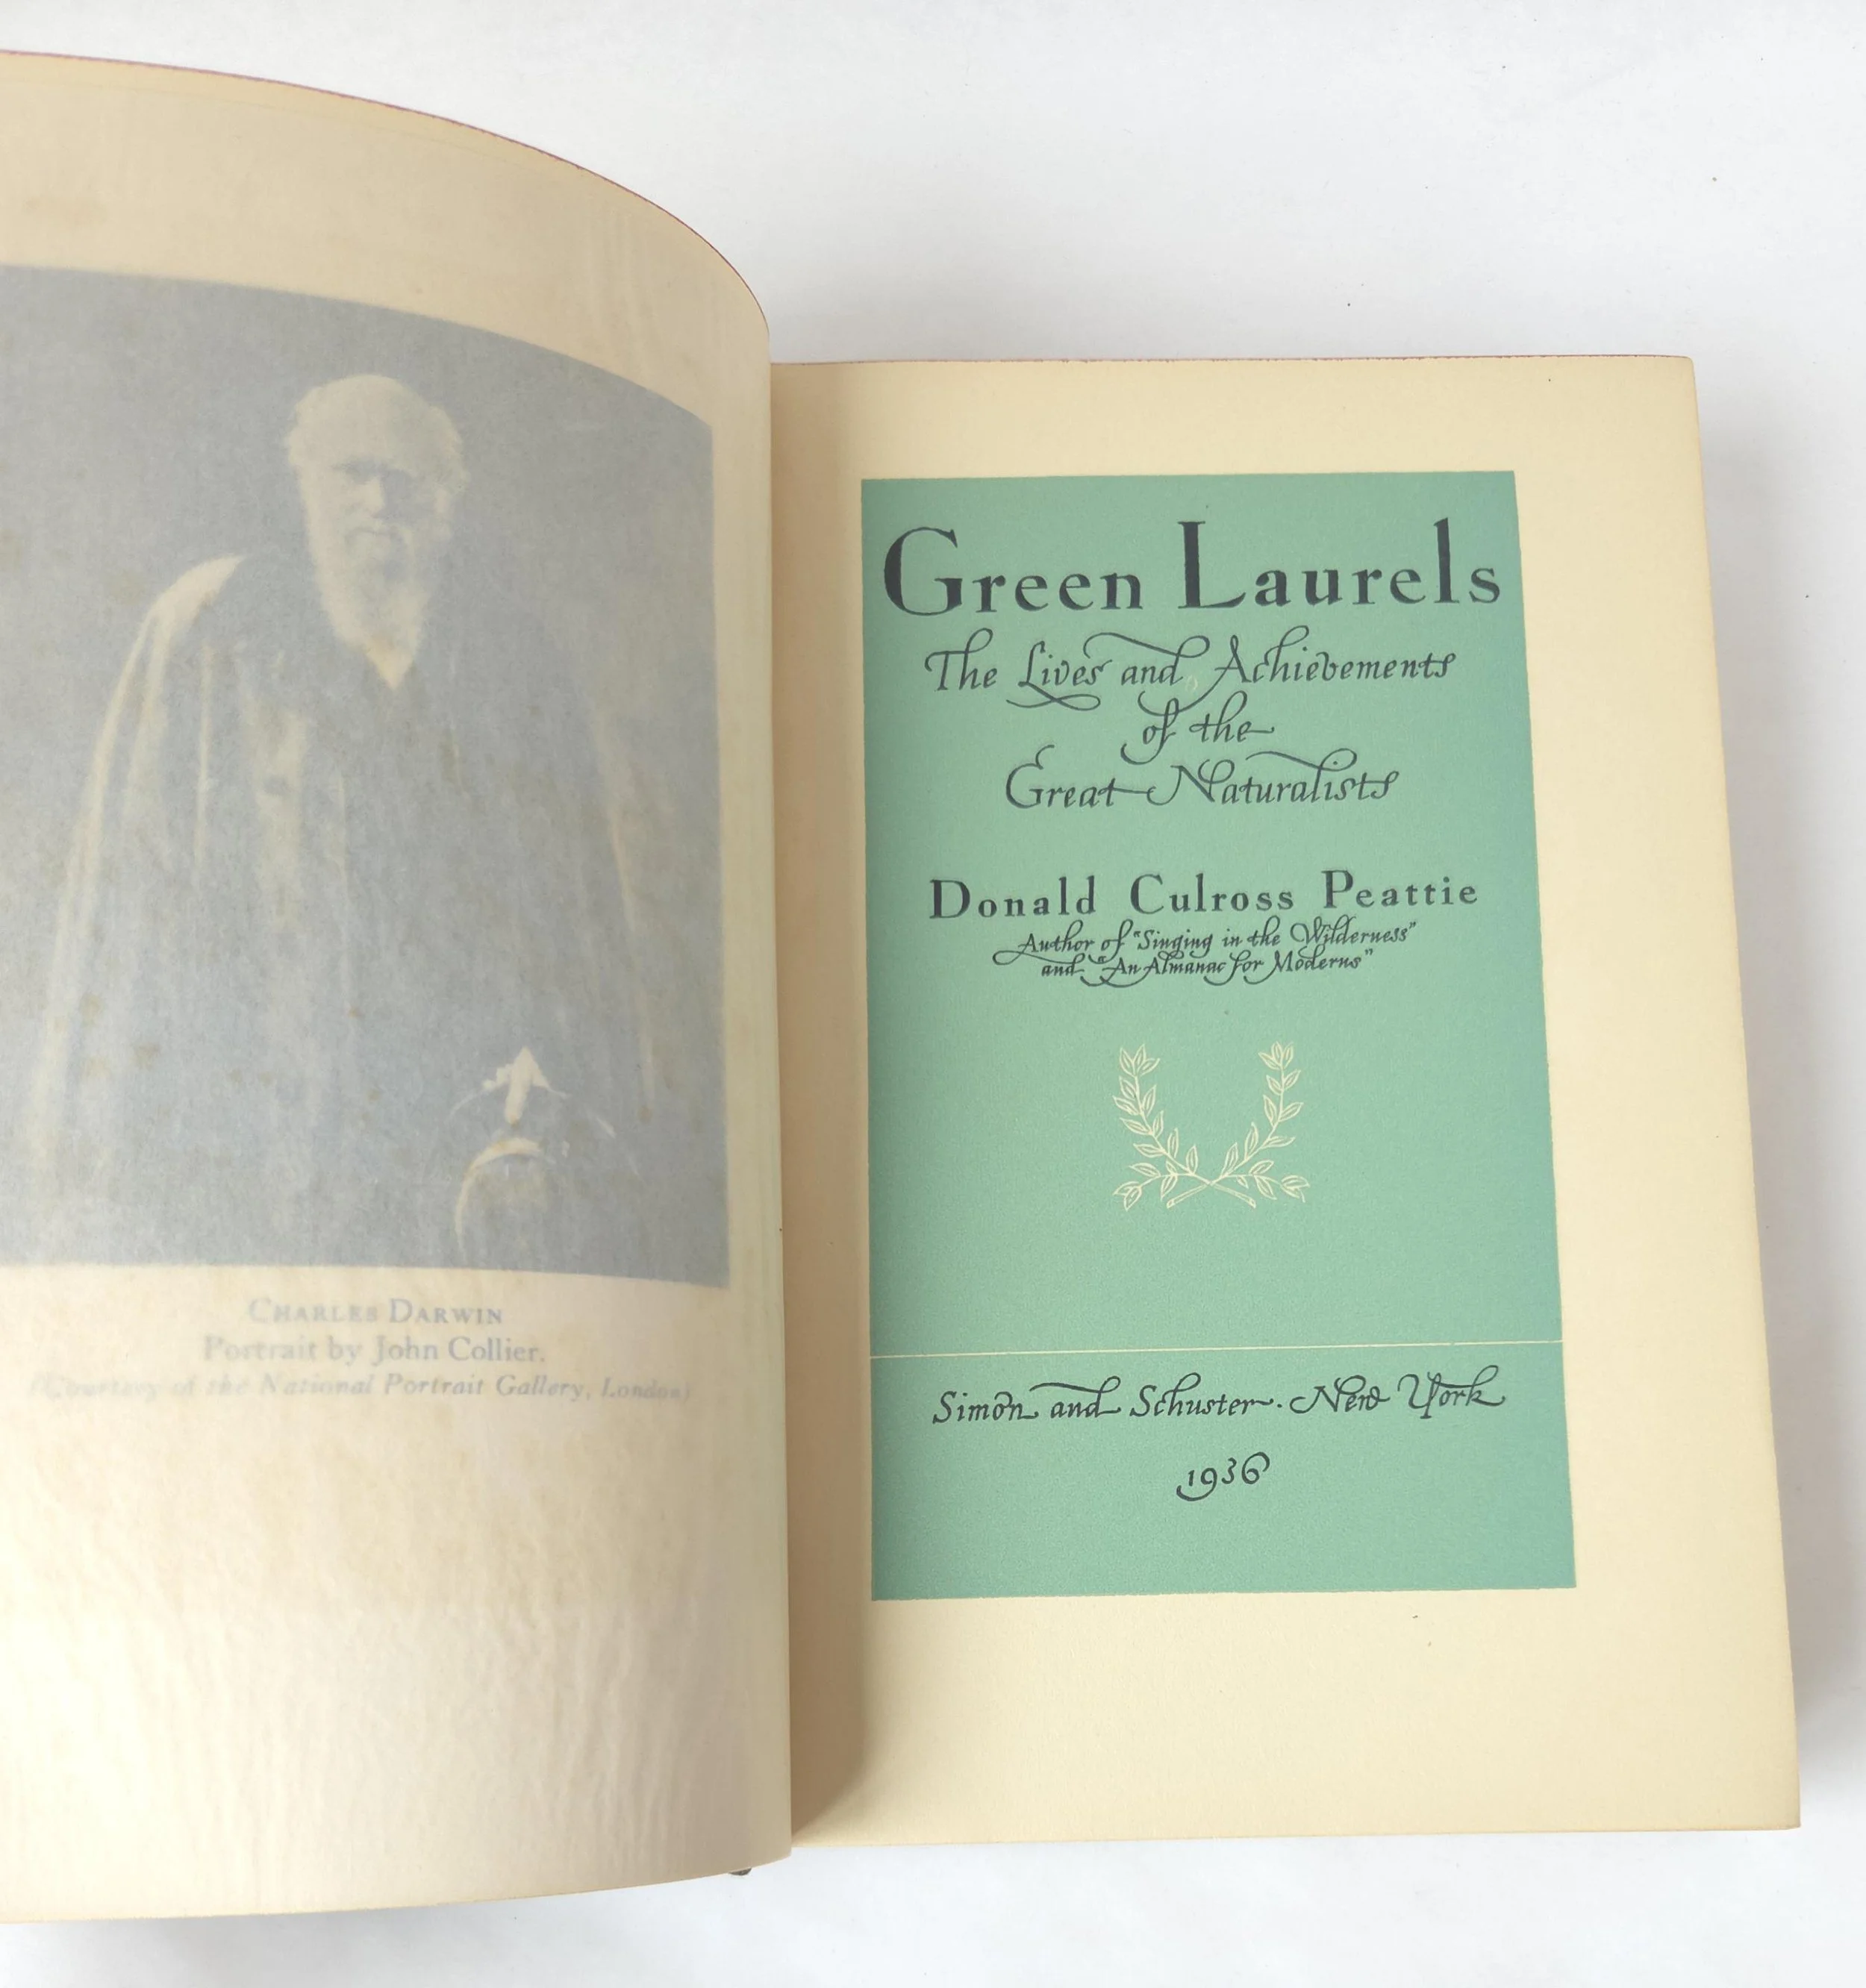 CHARLES DARWIN
Portrait by John Collier.
(Courtesy of the National Portrait Gallery, London)
Green Laurels
The Lives and Achievements
of the
Great Naturalists
Donald Culross Peattie
Author of "Singing in the Wilderness"
and "An Almanac for Moderns"
Simon and Schuster · New York
1936